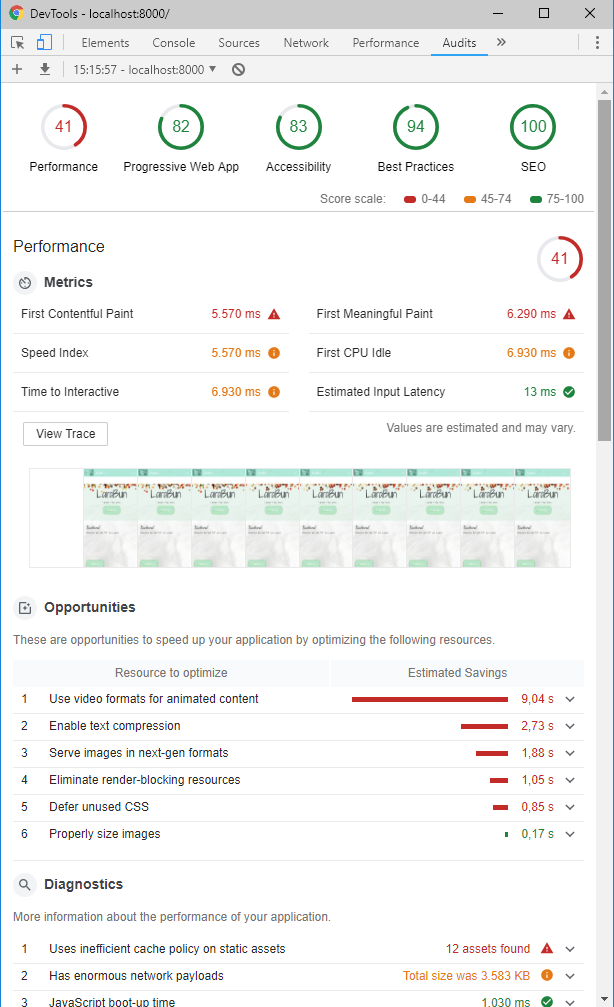 DevTools - localhost:8000/
Elements Console Sources Network Performance Audits »
15:15:57 - localhost:8000
41 82 83 94 100
Performance Progressive Web App Accessibility Best Practices SEO
Score scale: 0-44 45-74 75-100
Performance 41
Metrics
First Contentful Paint 5.570 ms First Meaningful Paint 6.290 ms
Speed Index 5.570 ms First CPU Idle 6.930 ms
Time to Interactive 6.930 ms Estimated Input Latency 13 ms
View Trace Values are estimated and may vary.
LaraBun LaraBun LaraBun LaraBun LaraBun LaraBun LaraBun LaraBun LaraBun
Opportunities
These are opportunities to speed up your application by optimizing the following resources.
Resource to optimize Estimated Savings
1 Use video formats for animated content 9,04 s
2 Enable text compression 2,73 s
3 Serve images in next-gen formats 1,88 s
4 Eliminate render-blocking resources 1,05 s
5 Defer unused CSS 0,85 s
6 Properly size images 0,17 s
Diagnostics
More information about the performance of your application.
1 Uses inefficient cache policy on static assets 12 assets found
2 Has enormous network payloads Total size was 3.583 KB
3 JavaScript boot-up time 1.030 ms